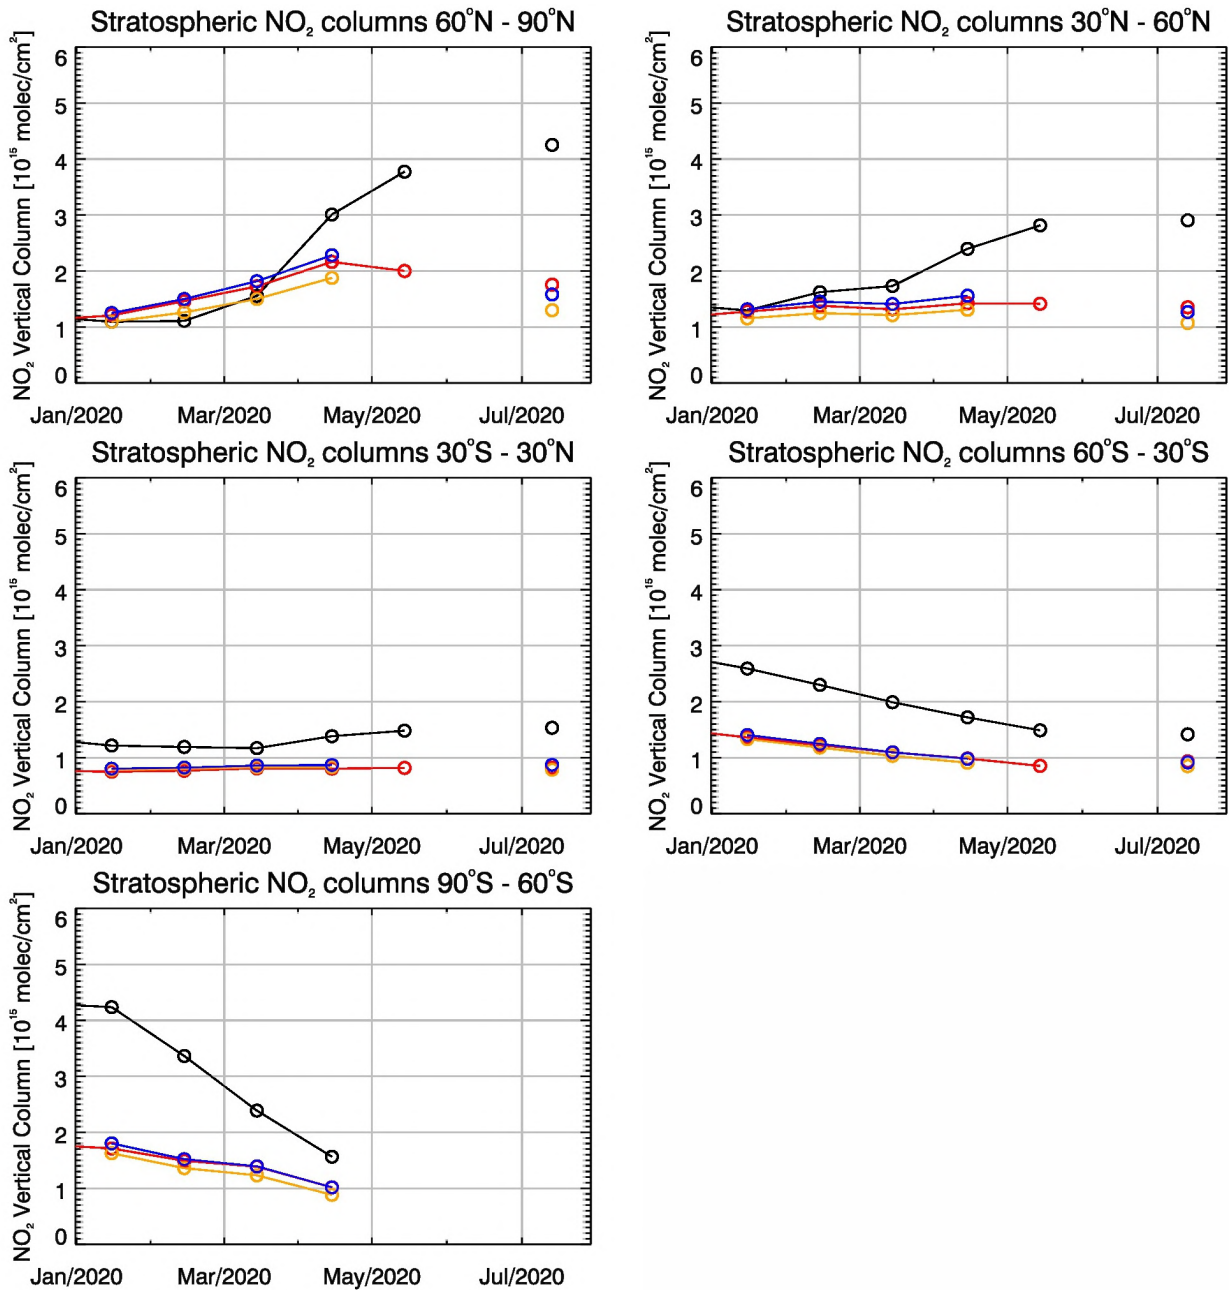 Stratospheric NO₂ columns 60°N - 90°N
NO₂ Vertical Column [10¹⁵ molec/cm²]
6
5
4
3
2
1
0
Jan/2020 Mar/2020 May/2020 Jul/2020
Stratospheric NO₂ columns 30°N - 60°N
NO₂ Vertical Column [10¹⁵ molec/cm²]
6
5
4
3
2
1
0
Jan/2020 Mar/2020 May/2020 Jul/2020
Stratospheric NO₂ columns 30°S - 30°N
NO₂ Vertical Column [10¹⁵ molec/cm²]
6
5
4
3
2
1
0
Jan/2020 Mar/2020 May/2020 Jul/2020
Stratospheric NO₂ columns 60°S - 30°S
NO₂ Vertical Column [10¹⁵ molec/cm²]
6
5
4
3
2
1
0
Jan/2020 Mar/2020 May/2020 Jul/2020
Stratospheric NO₂ columns 90°S - 60°S
NO₂ Vertical Column [10¹⁵ molec/cm²]
6
5
4
3
2
1
0
Jan/2020 Mar/2020 May/2020 Jul/2020